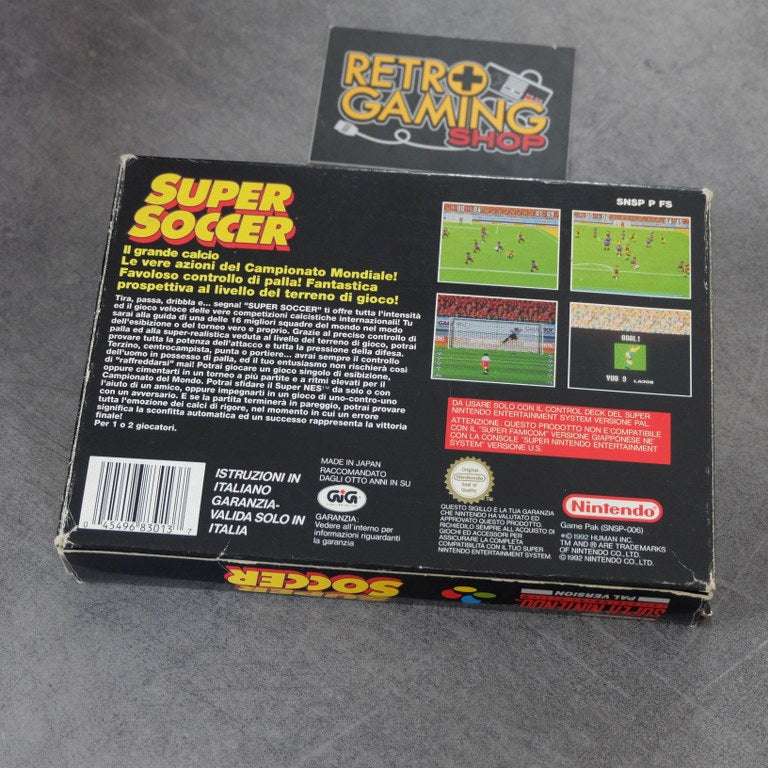 RETRO
GAMING
SHOP
SUPER
SOCCER
SNSP P FS
Il grande calcio
Le vere azioni del Campionato Mondiale!
Favoloso controllo di palla! Fantastica
prospettiva al livello del terreno di gioco!
Tira, passa, dribbla e... segna! "SUPER SOCCER" ti offre tutta l'intensità
ed il gioco veloce delle vere competizioni calcistiche internazionali! Tu
sarai alla guida di una delle 16 migliori squadre del mondo nel modo
dell'esibizione o del torneo vero e proprio. Grazie al preciso controllo di
palla ed alla super-realistica veduta al livello del terreno di gioco, potrai
provare tutta la potenza dell'attacco e tutta la pressione della difesa.
Terzino, centrocampista, punta o portiere... avrai sempre il controllo
dell'uomo in possesso di palla, ed il tuo entusiasmo non rischierà così
di "raffreddarsi" mai! Potrai giocare un gioco singolo di esibizione,
oppure cimentarti in un torneo a più partite e a ritmi elevati per il
Campionato del Mondo. Potrai sfidare il Super NES™ da solo o con
l'aiuto di un amico, oppure impegnarti in un gioco di uno-contro-uno
con un avversario. E se la partita terminerà in pareggio, potrai provare
tutta l'emozione dei calci di rigore, nel momento in cui un errore
significa la sconfitta automatica ed un successo rappresenta la vittoria
finale!
Per 1 o 2 giocatori.
GOAL!
YUO 9
DA USARE SOLO CON IL CONTROL DECK DEL SUPER
NINTENDO ENTERTAINMENT SYSTEM VERSIONE PAL.
ATTENZIONE: QUESTO PRODOTTO NON E'COMPATIBILE
CON IL "SUPER FAMICOM" VERSIONE GIAPPONESE NE'
CON LA CONSOLE "SUPER NINTENDO ENTERTAINMENT
SYSTEM" VERSIONE U.S.
0 45496 83013 7
ISTRUZIONI IN
ITALIANO
GARANZIA-
VALIDA SOLO IN
ITALIA
MADE IN JAPAN
RACCOMANDATO
DAGLI OTTO ANNI IN SU
GIG
GARANZIA:
Vedere all'interno per
informazioni riguardanti
la garanzia
Original
Nintendo
Seal of
Quality
QUESTO SIGILLO È LA TUA GARANZIA
CHE NINTENDO HA VALUTATO ED
APPROVATO QUESTO PRODOTTO.
RICHIEDILO SEMPRE ALL'ACQUISTO DI
GIOCHI ED ACCESSORI PER
ASSICURARE LA COMPLETA
COMPATIBILITÀ CON IL TUO SUPER
NINTENDO ENTERTAINMENT SYSTEM.
Nintendo
Game Pak (SNSP-006)
©1992 HUMAN INC.
TM AND ® ARE TRADEMARKS
OF NINTENDO CO., LTD.
© 1992 NINTENDO CO., LTD.
SUPER
SOCCER
SUPER NINTENDO
PAL VERSION